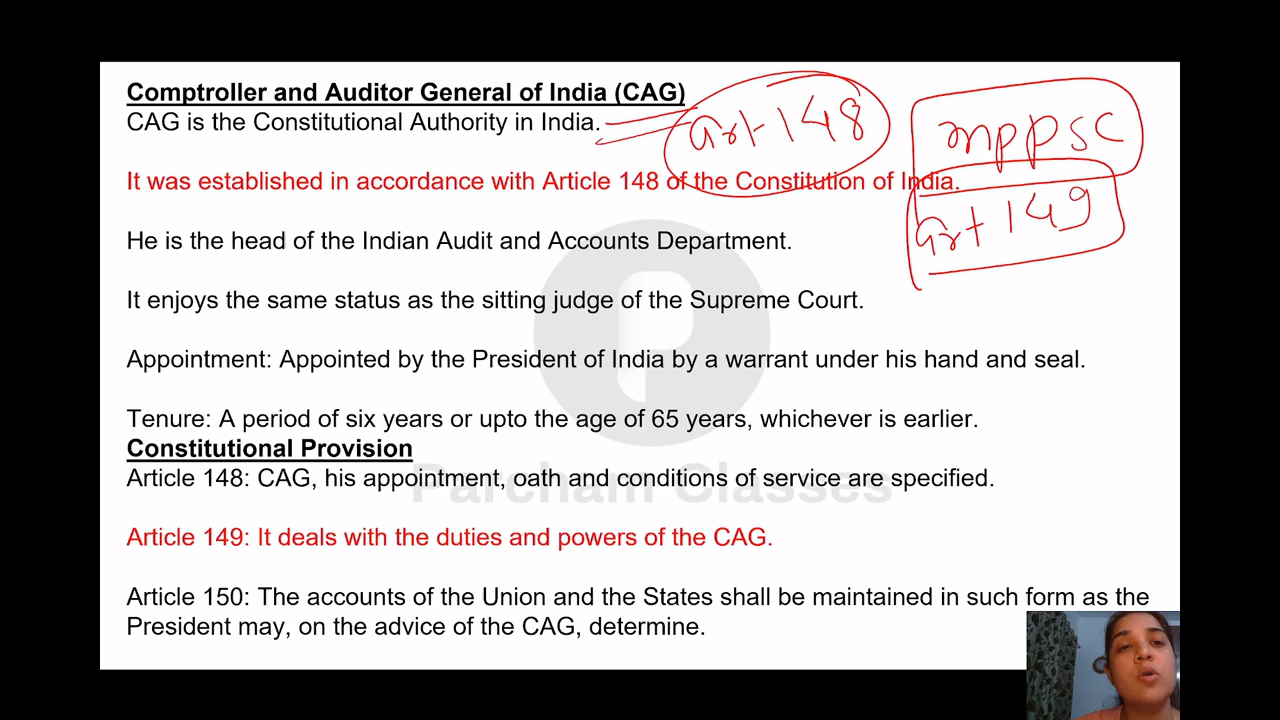 Comptroller and Auditor General of India (CAG)
CAG is the Constitutional Authority in India.
art-148
mppsc
It was established in accordance with Article 148 of the Constitution of India.
art 149
He is the head of the Indian Audit and Accounts Department.
It enjoys the same status as the sitting judge of the Supreme Court.
Appointment: Appointed by the President of India by a warrant under his hand and seal.
Tenure: A period of six years or upto the age of 65 years, whichever is earlier.
Constitutional Provision
Article 148: CAG, his appointment, oath and conditions of service are specified.
Parcham Classes
Article 149: It deals with the duties and powers of the CAG.
Article 150: The accounts of the Union and the States shall be maintained in such form as the
President may, on the advice of the CAG, determine.